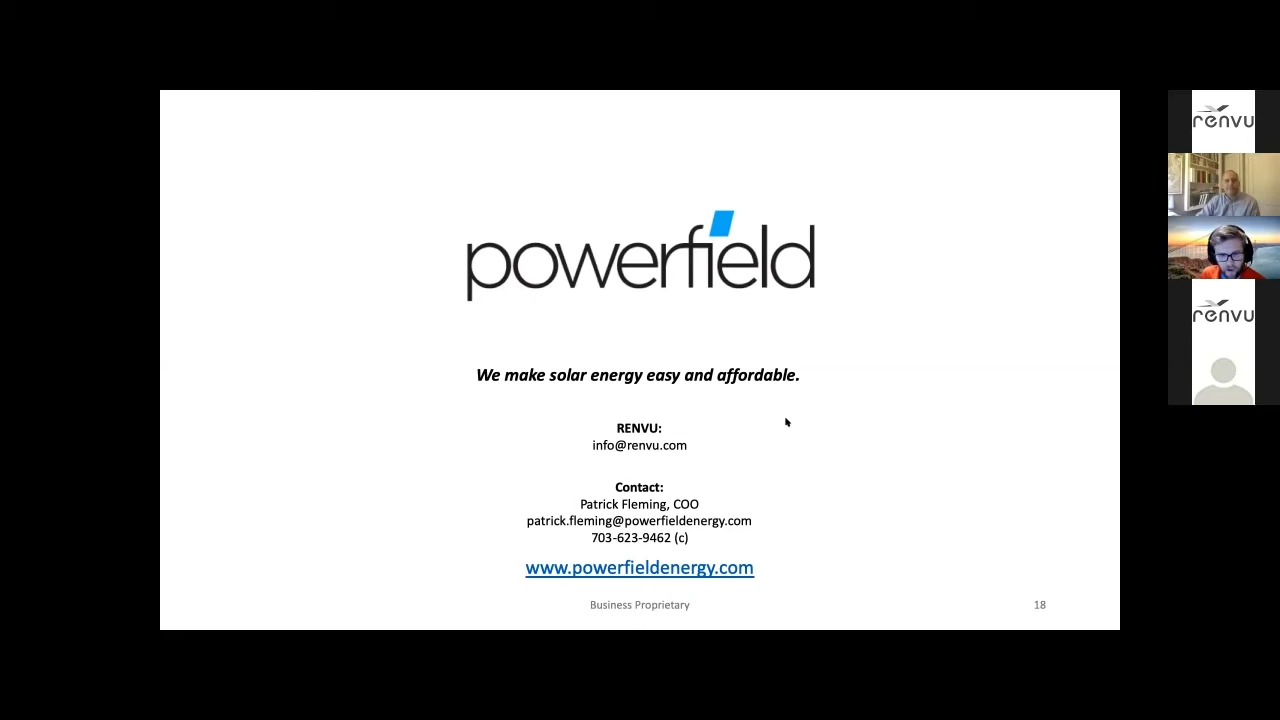 powerfield
We make solar energy easy and affordable.
RENVU:
info@renvu.com
Contact:
Patrick Fleming, COO
patrick.fleming@powerfieldenergy.com
703-623-9462 (c)
www.powerfieldenergy.com
Business Proprietary
18
renvu
renvu